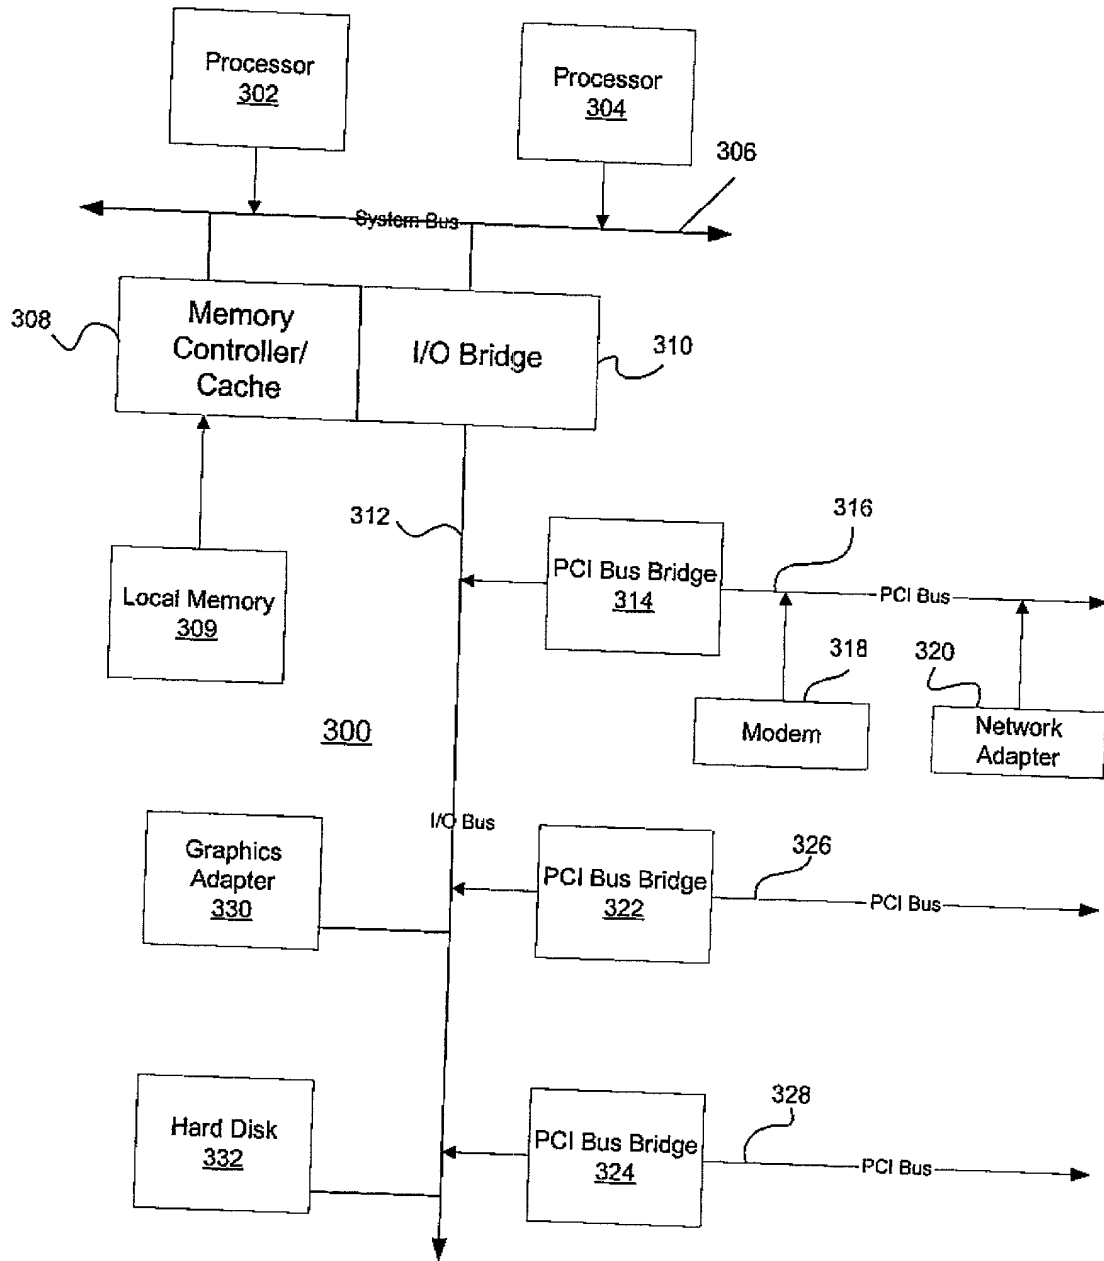 Processor
302
Processor
304
306
System Bus
308
Memory
Controller/
Cache
I/O Bridge
310
312
316
PCI Bus Bridge
314
PCI Bus
Local Memory
309
318
320
Modem
Network
Adapter
300
I/O Bus
Graphics
Adapter
330
PCI Bus Bridge
322
326
PCI Bus
Hard Disk
332
PCI Bus Bridge
324
328
PCI Bus